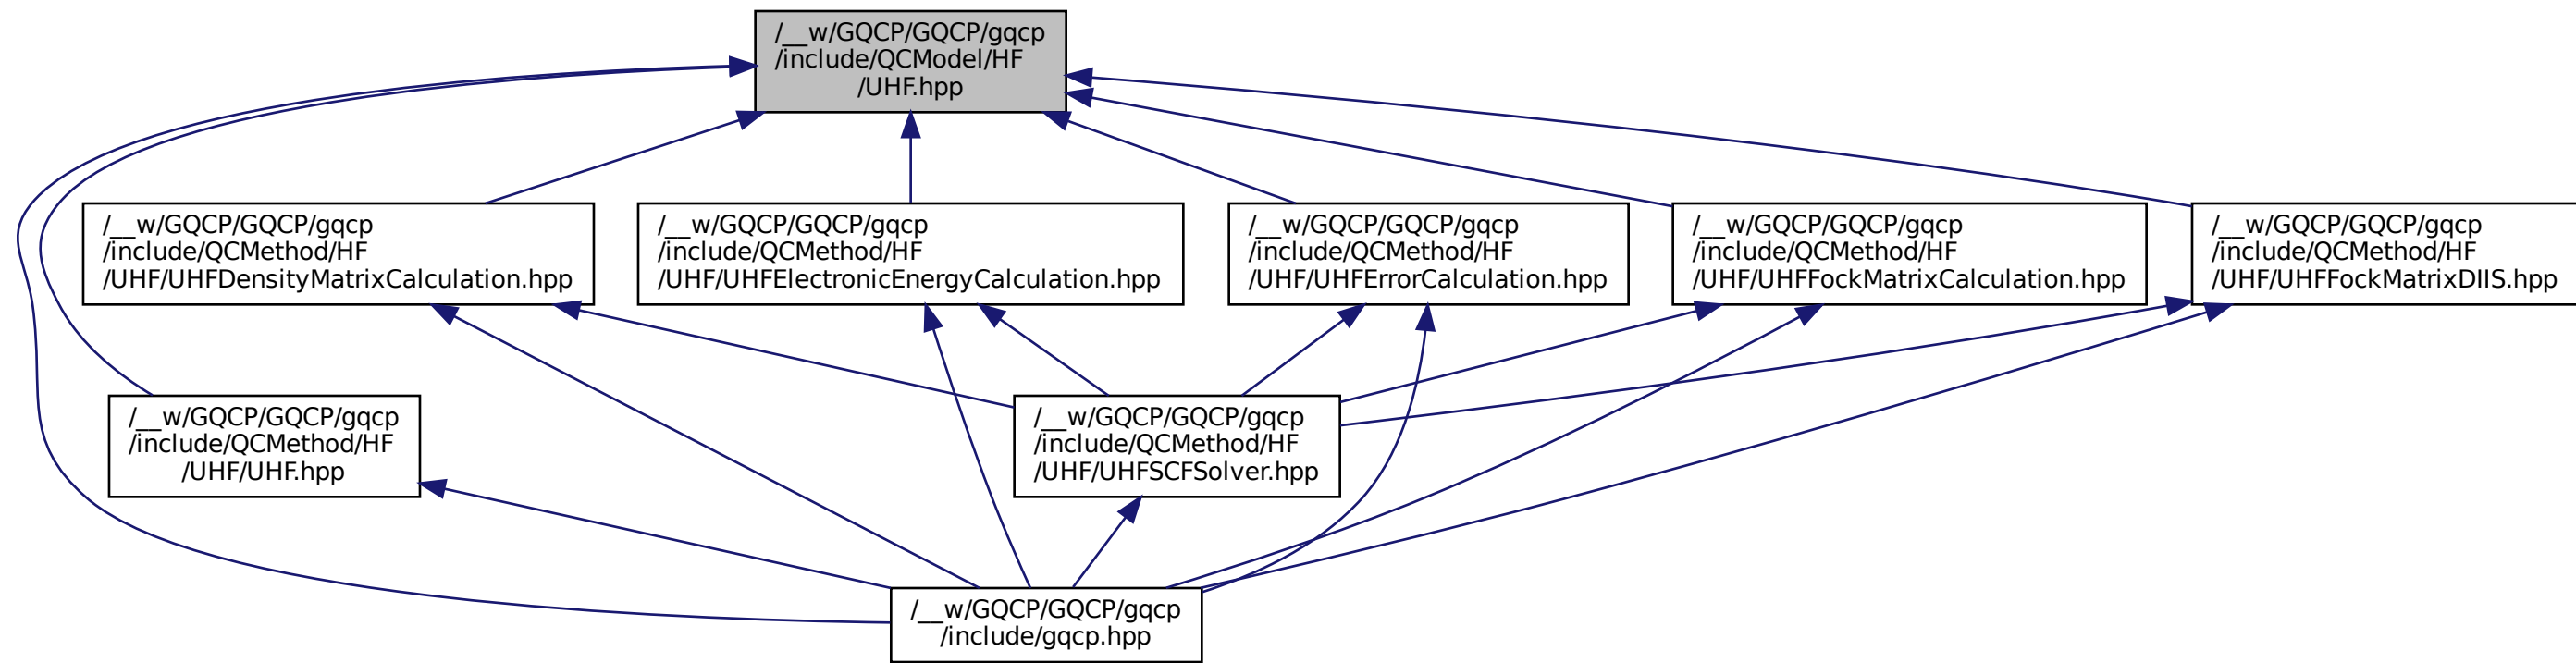 /__w/GQCP/GQCP/gqcp
/include/QCModel/HF
/UHF.hpp
/__w/GQCP/GQCP/gqcp
/include/QCMethod/HF
/UHF/UHFDensityMatrixCalculation.hpp
/__w/GQCP/GQCP/gqcp
/include/QCMethod/HF
/UHF/UHFElectronicEnergyCalculation.hpp
/__w/GQCP/GQCP/gqcp
/include/QCMethod/HF
/UHF/UHFErrorCalculation.hpp
/__w/GQCP/GQCP/gqcp
/include/QCMethod/HF
/UHF/UHFFockMatrixCalculation.hpp
/__w/GQCP/GQCP/gqcp
/include/QCMethod/HF
/UHF/UHFFockMatrixDIIS.hpp
/__w/GQCP/GQCP/gqcp
/include/QCMethod/HF
/UHF/UHF.hpp
/__w/GQCP/GQCP/gqcp
/include/QCMethod/HF
/UHF/UHFSCFSolver.hpp
/__w/GQCP/GQCP/gqcp
/include/gqcp.hpp